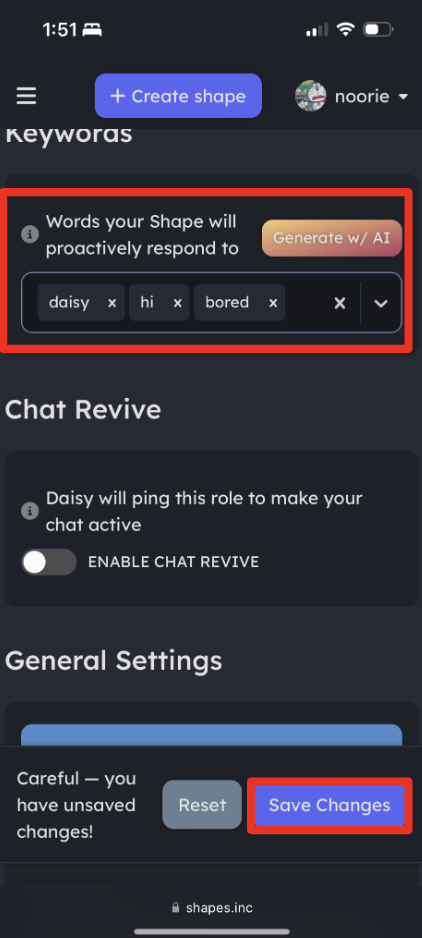 1:51
+ Create shape
noorie
Keywords
Words your Shape will
proactively respond to
Generate w/ AI
daisy x hi x bored x
Chat Revive
Daisy will ping this role to make your
chat active
ENABLE CHAT REVIVE
General Settings
Careful — you
have unsaved
changes!
Reset
Save Changes
shapes.inc